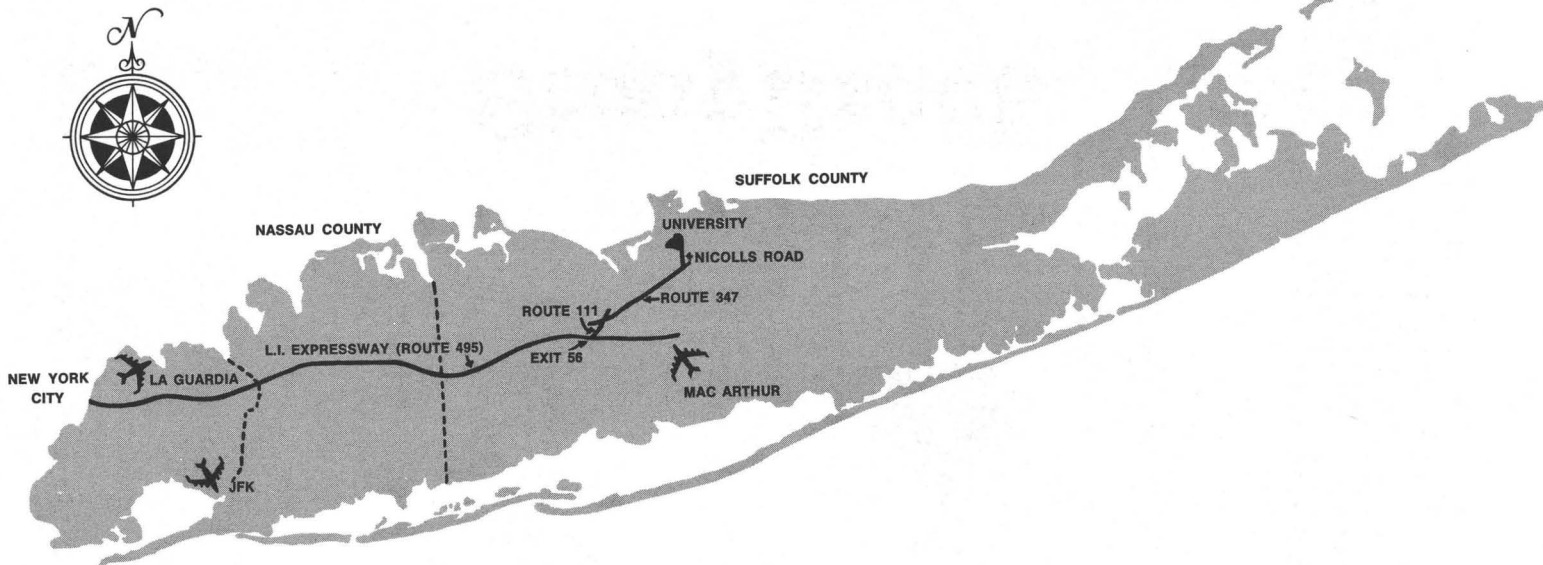 N
SUFFOLK COUNTY
NASSAU COUNTY
UNIVERSITY
NICOLLS ROAD
ROUTE 347
ROUTE 111
L.I. EXPRESSWAY (ROUTE 495)
EXIT 56
NEW YORK
CITY
LA GUARDIA
MAC ARTHUR
JFK